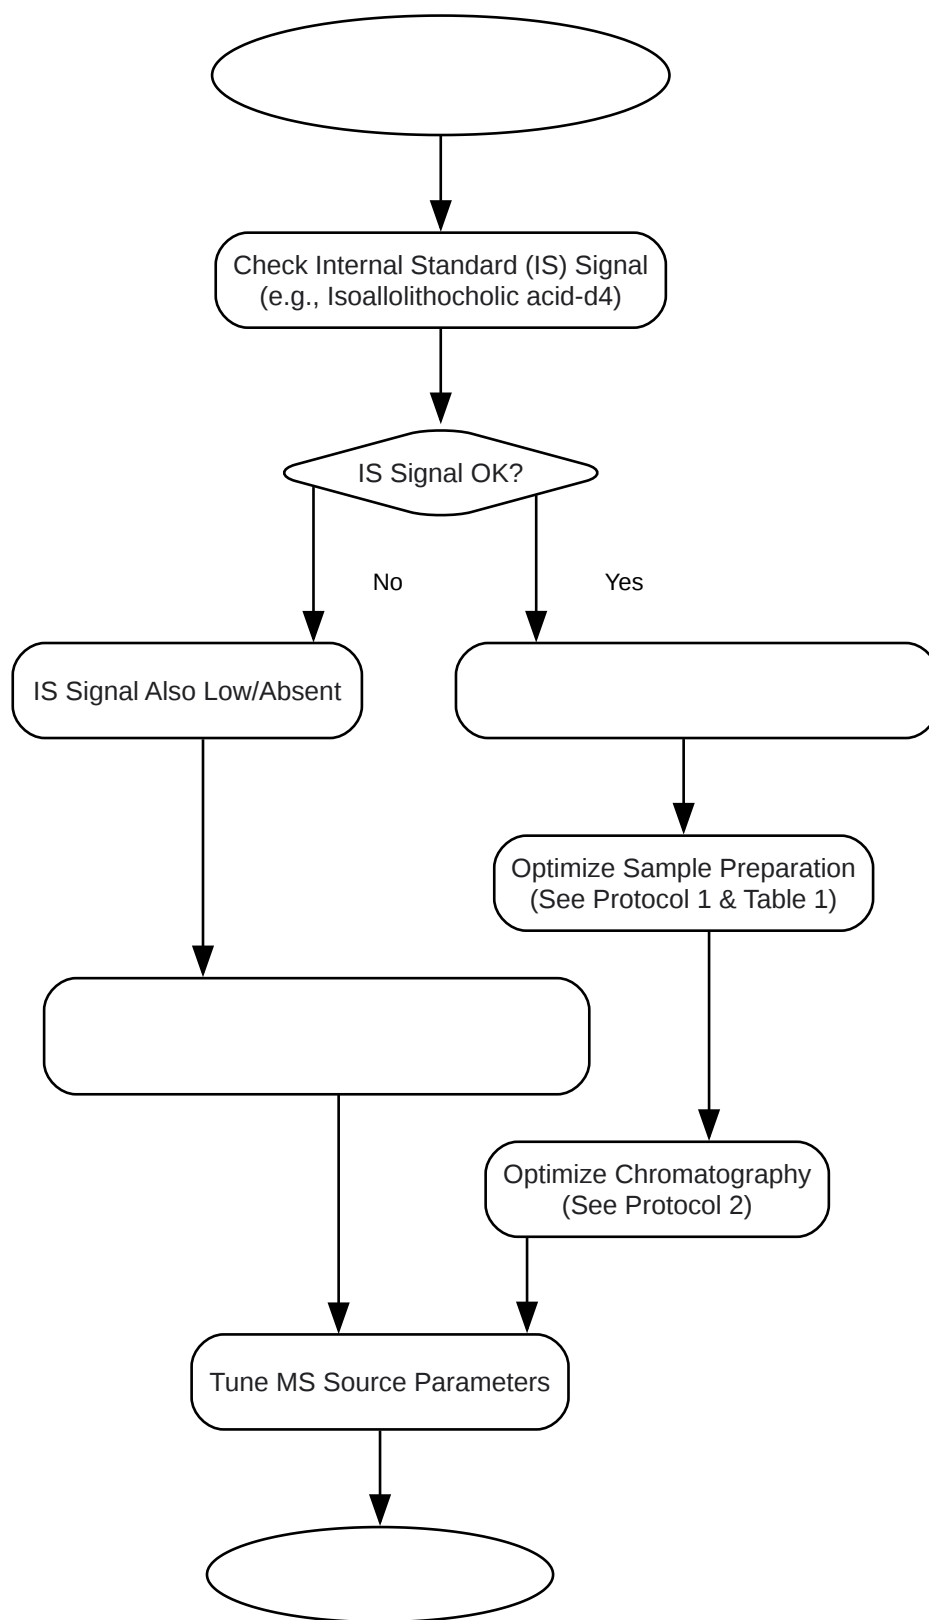 Check Internal Standard (IS) Signal
(e.g., Isoallolithocholic acid-d4)
IS Signal OK?
No
Yes
IS Signal Also Low/Absent
Optimize Sample Preparation
(See Protocol 1 & Table 1)
Optimize Chromatography
(See Protocol 2)
Tune MS Source Parameters